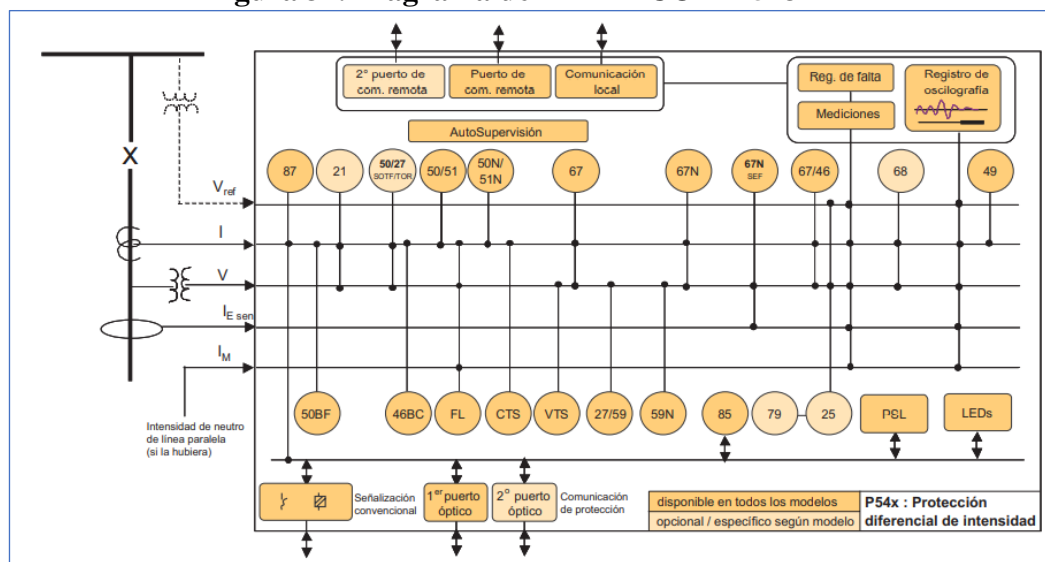 2° puerto de
com. remota
Puerto de
com. remota
Comunicación
local
Reg. de falta
Mediciones
Registro de
oscilografía
AutoSupervisión
87
21
50/27
SOTF/TOR
50/51
50N/
51N
67
67N
67N
SEF
67/46
68
49
Vref
I
V
IE sen
IM
Intensidad de neutro
de línea paralela
(si la hubiera)
50BF
46BC
FL
CTS
VTS
27/59
59N
85
79
25
PSL
LEDs
Señalización
convencional
1er puerto
óptico
2° puerto
óptico
Comunicación
de protección
disponible en todos los modelos
opcional / específico según modelo
P54x : Protección
diferencial de intensidad